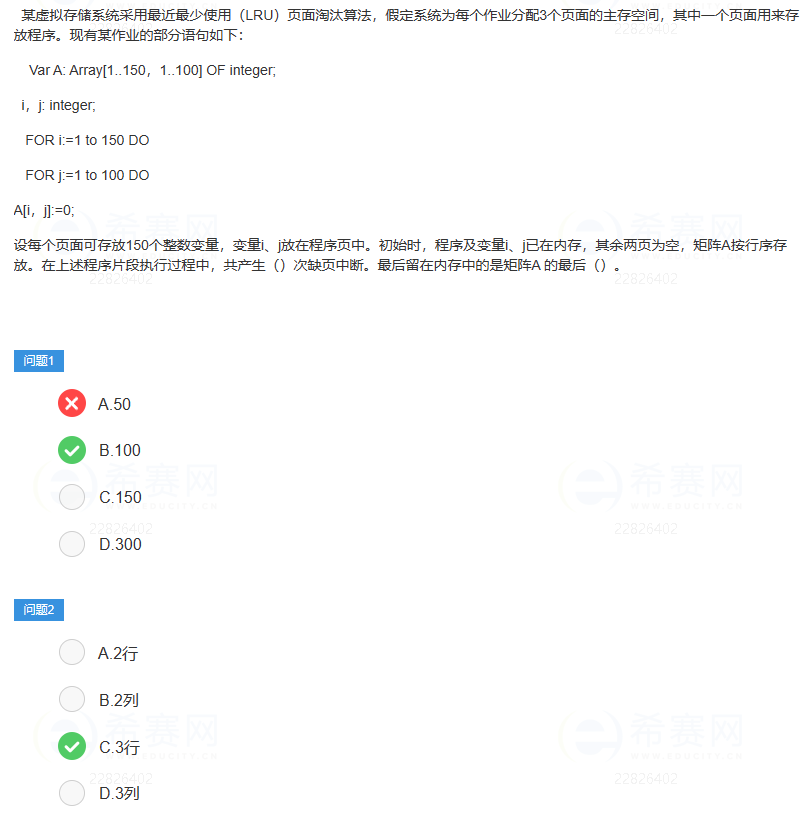 某虚拟存储系统采用最近最少使用（LRU）页面淘汰算法，假定系统为每个作业分配3个页面的主存空间，其中一个页面用来存
放程序。现有某作业的部分语句如下：
Var A: Array[1..150，1..100] OF integer;
i，j: integer;
FOR i:=1 to 150 DO
FOR j:=1 to 100 DO
A[i，j]:=0;
设每个页面可存放150个整数变量，变量i、j放在程序页中。初始时，程序及变量i、j已在内存，其余两页为空，矩阵A按行序存
放。在上述程序片段执行过程中，共产生（）次缺页中断。最后留在内存中的是矩阵A 的最后（）。
问题1
A.50
B.100
C.150
D.300
问题2
A.2行
B.2列
C.3行
D.3列
希赛网
WWW.EDUCITY.CN
22826402